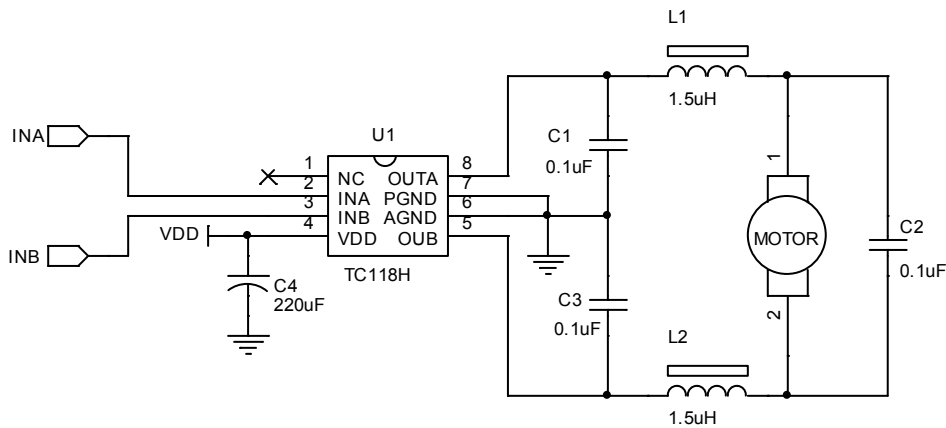 L1
1.5uH
INA
U1
C1
0.1uF
1
8
NC
OUTA
2
7
INA
PGND
3
6
INB
AGND
4
5
VDD
OUB
TC118H
VDD
INB
C4
220uF
C3
0.1uF
1
MOTOR
2
C2
0.1uF
L2
1.5uH